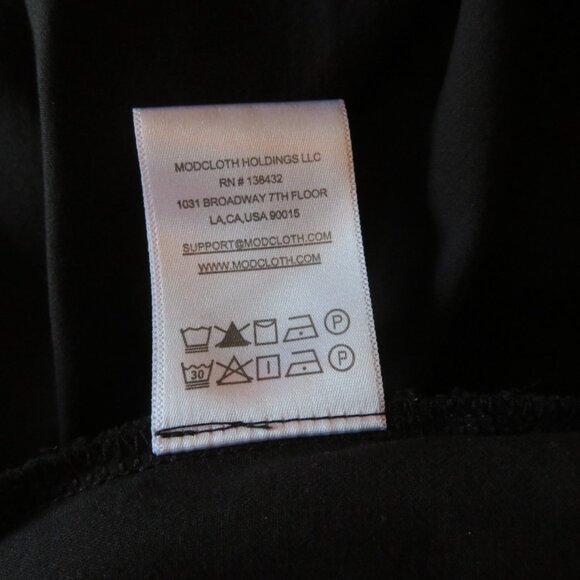 MODCLOTH HOLDINGS LLC
RN # 138432
1031 BROADWAY 7TH FLOOR
LA,CA,USA 90015
SUPPORT@MODCLOTH.COM
WWW.MODCLOTH.COM
P
30 P